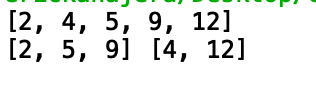 [2, 4, 5, 9, 12]
[2, 5, 9] [4, 12]